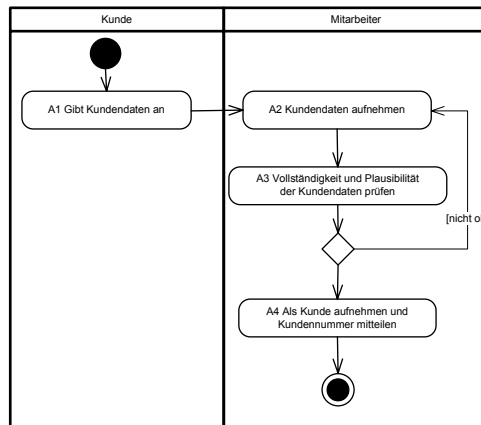 Kunde
Mitarbeiter
A1 Gibt Kundendaten an
A2 Kundendaten aufnehmen
A3 Vollständigkeit und Plausibilität
der Kundendaten prüfen
[nicht
A4 Als Kunde aufnehmen und
Kundennummer mitteilen